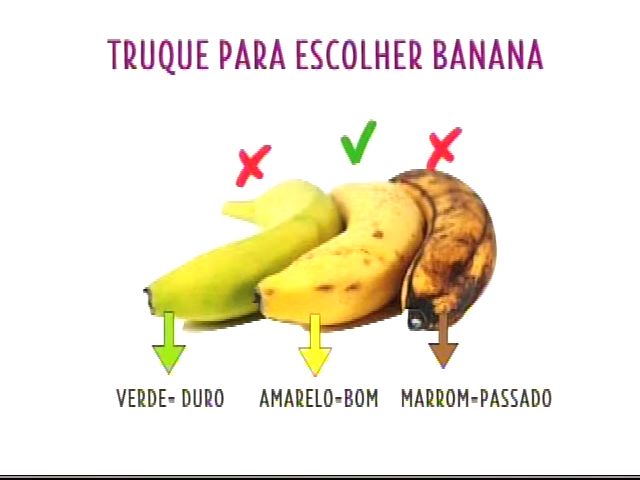 TRUQUE PARA ESCOLHER BANANA
VERDE= DURO
AMARELO=BOM
MARROM=PASSADO